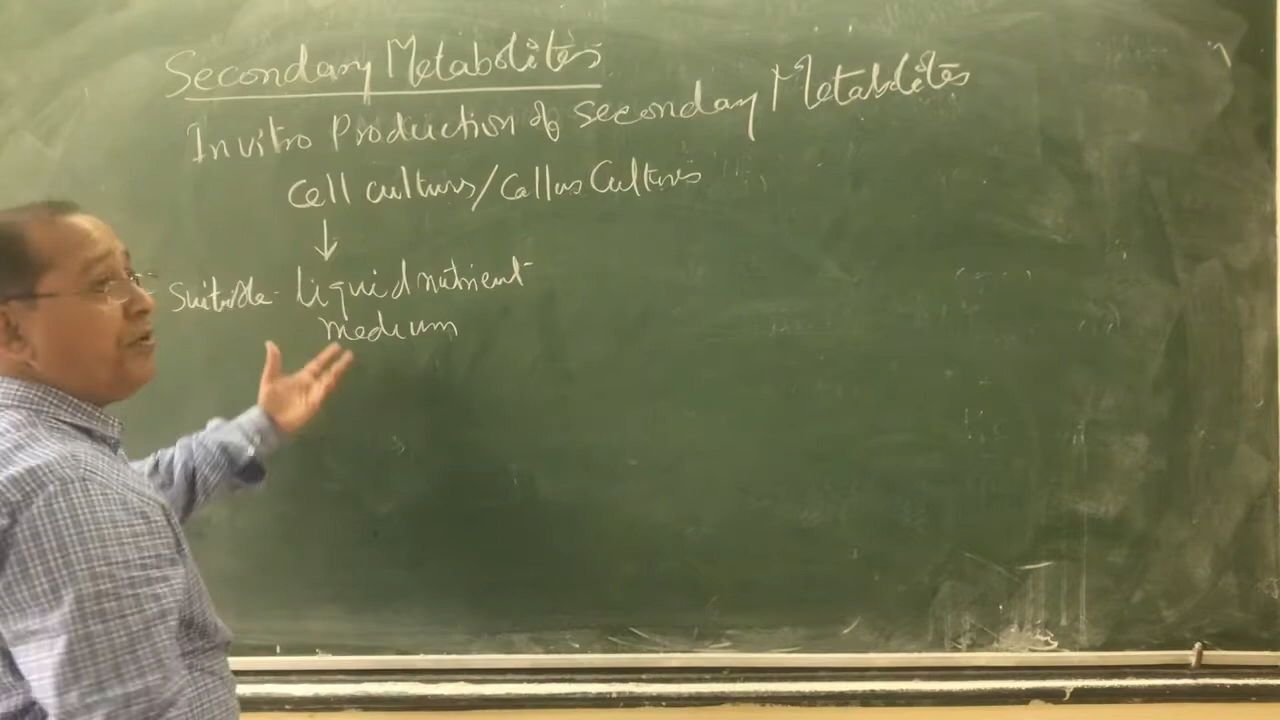 Secondary Metabolites
Invitro Production of Secondary Metabolites
Cell cultures/Callus Cultures
↓
Suitable liquid nutrient
medium